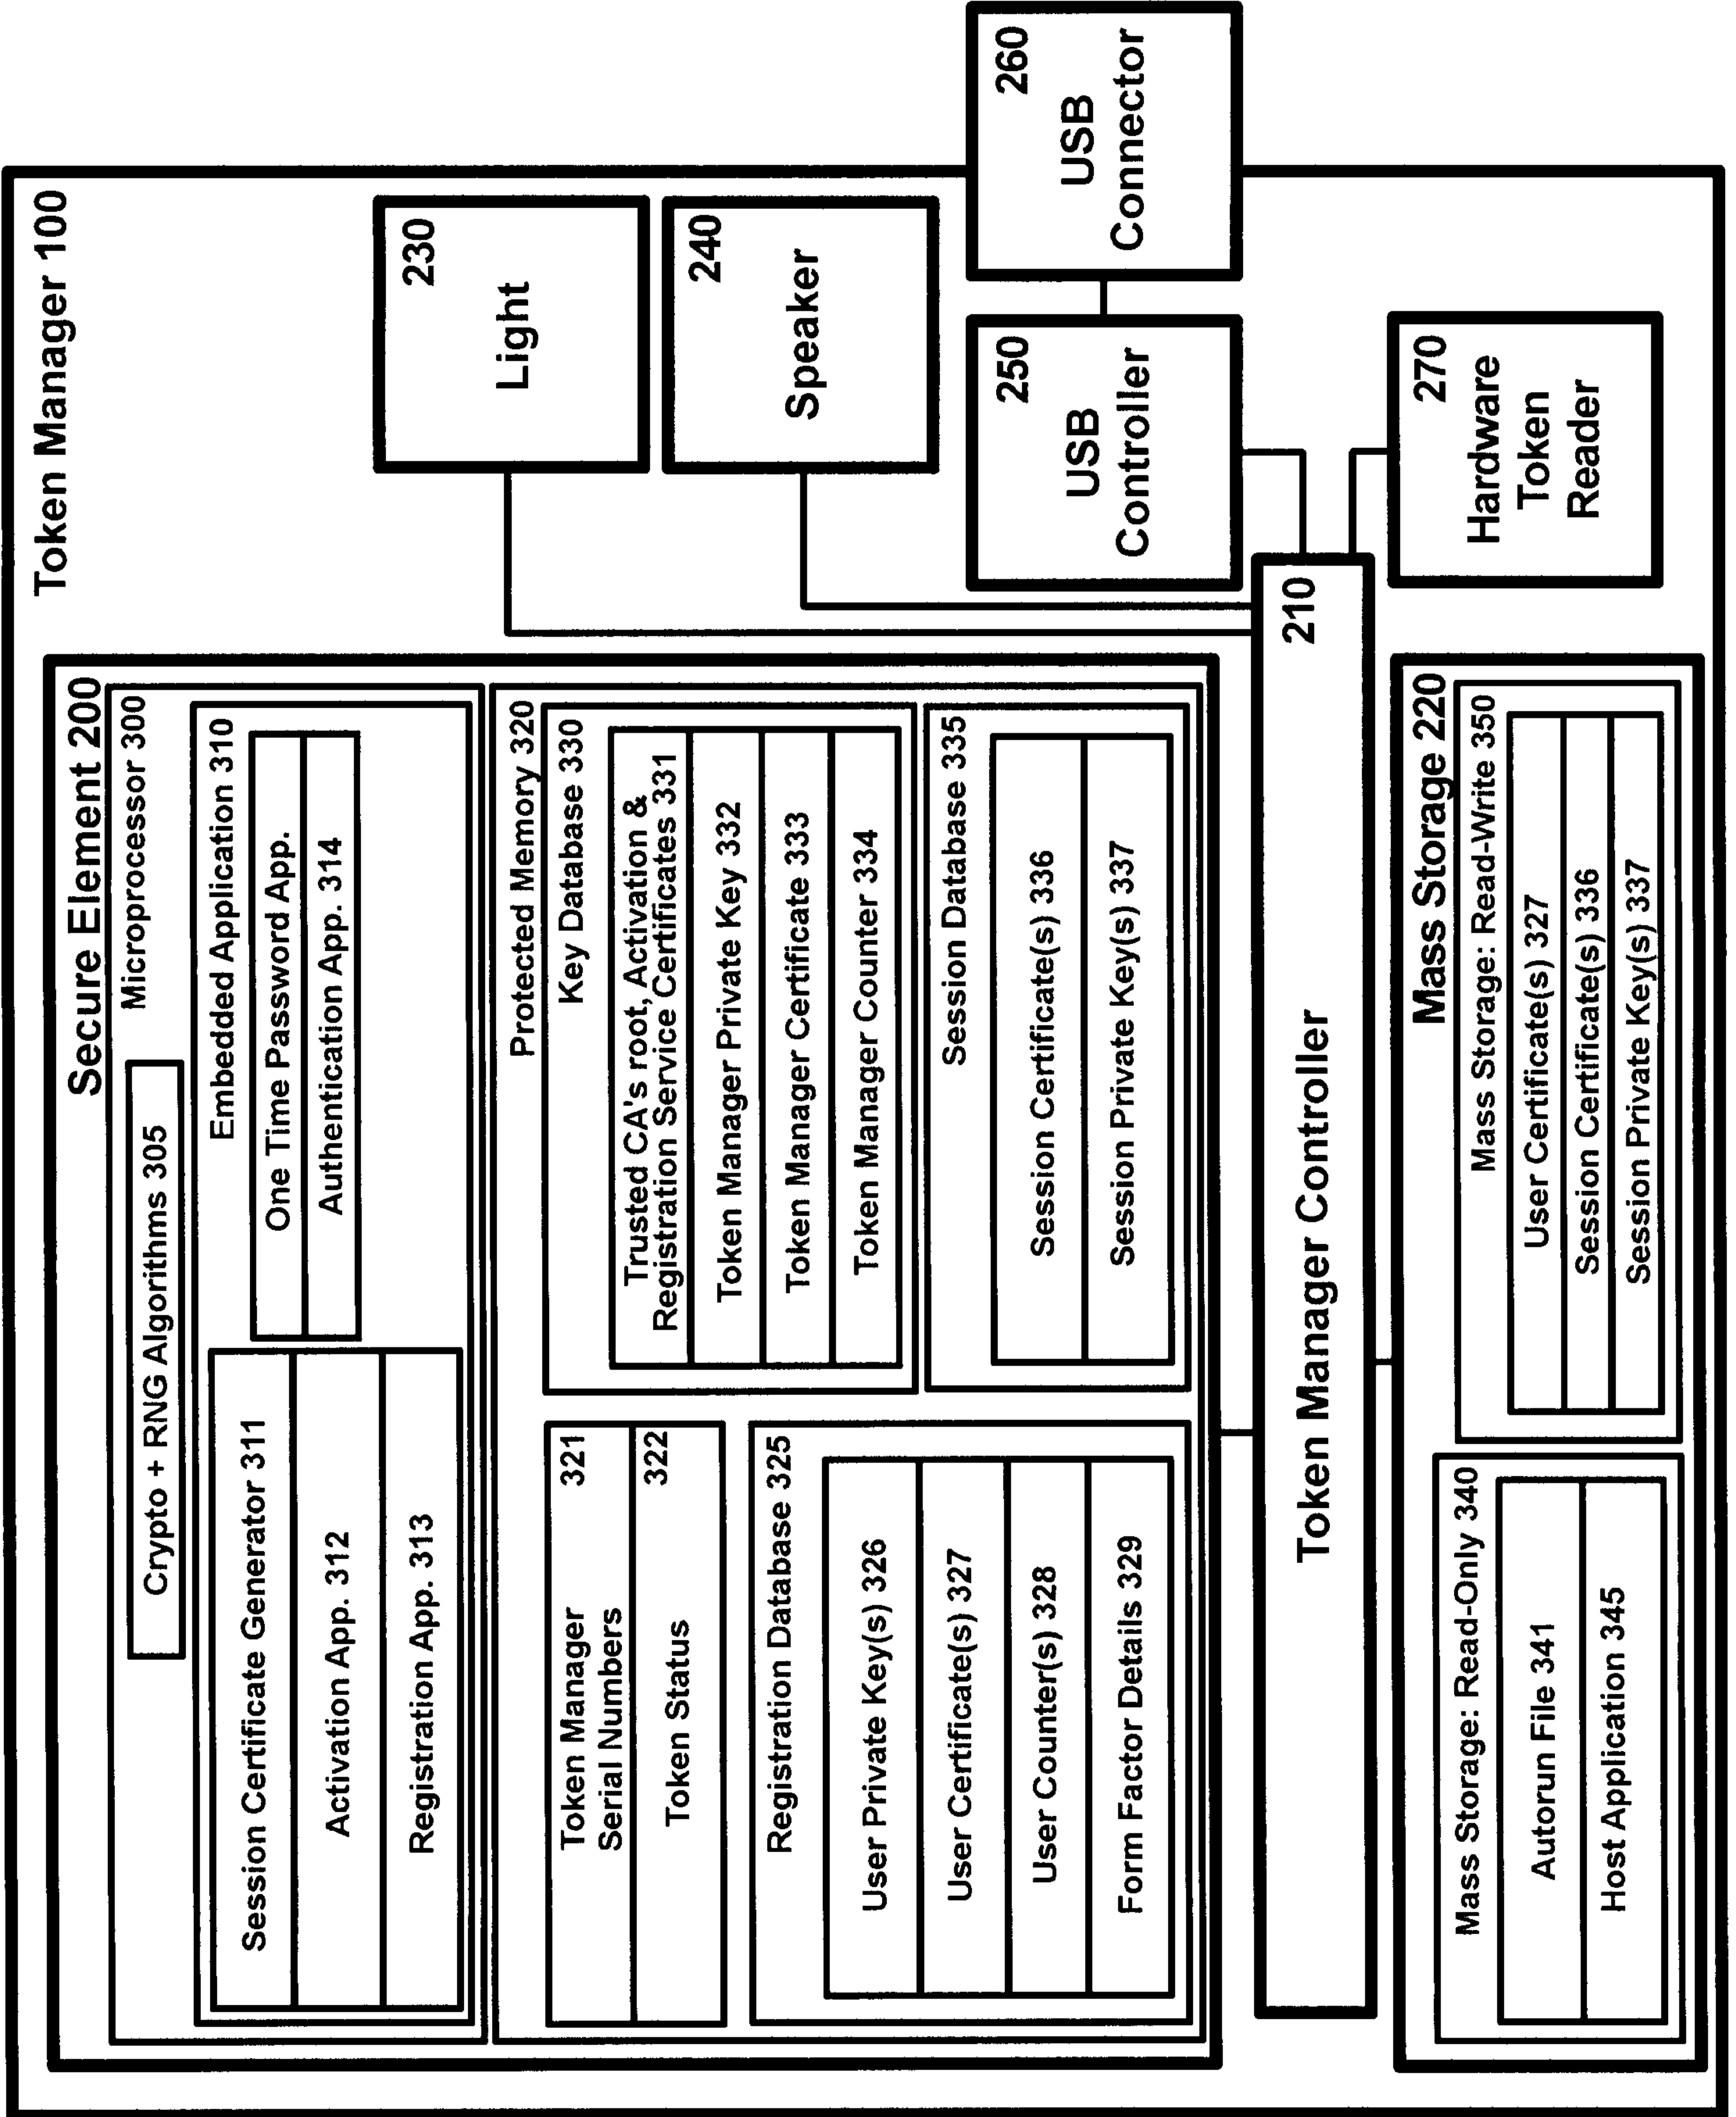 Token Manager 100
Secure Element 200
Microprocessor 300
Crypto + RNG Algorithms 305
Embedded Application 310
Session Certificate Generator 311
Activation App. 312
Registration App. 313
One Time Password App.
Authentication App. 314
Protected Memory 320
Token Manager
Serial Numbers
321
Token Status
322
Key Database 330
Trusted CA's root, Activation &
Registration Service Certificates 331
Token Manager Private Key 332
Token Manager Certificate 333
Token Manager Counter 334
Registration Database 325
User Private Key(s) 326
User Certificate(s) 327
User Counter(s) 328
Form Factor Details 329
Session Database 335
Session Certificate(s) 336
Session Private Key(s) 337
Token Manager Controller
210
Mass Storage 220
Mass Storage: Read-Only 340
Autorun File 341
Host Application 345
Mass Storage: Read-Write 350
User Certificate(s) 327
Session Certificate(s) 336
Session Private Key(s) 337
230
Light
240
Speaker
250
USB
Controller
260
USB
Connector
270
Hardware
Token
Reader